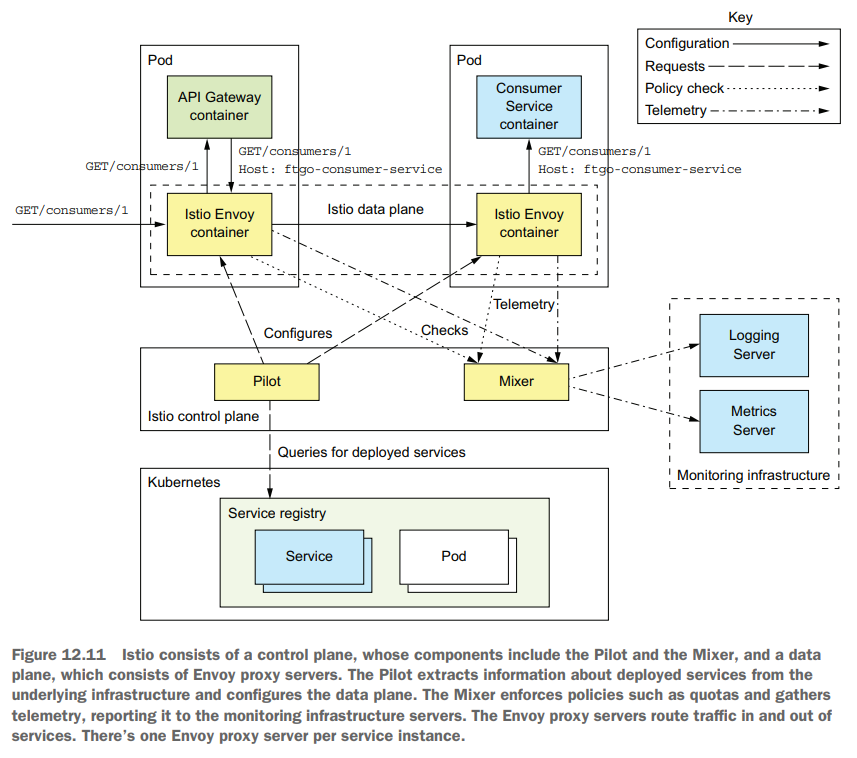 Key
Configuration
Requests
Policy check
Telemetry
Pod
API Gateway
container
Pod
Consumer
Service
container
GET/consumers/1
GET/consumers/1
Host: ftgo-consumer-service
GET/consumers/1
Host: ftgo-consumer-service
GET/consumers/1
Istio Envoy
container
Istio data plane
Istio Envoy
container
Configures
Checks
Telemetry
Logging
Server
Metrics
Server
Monitoring infrastructure
Pilot
Mixer
Istio control plane
Queries for deployed services
Kubernetes
Service registry
Service
Pod
Figure 12.11 Istio consists of a control plane, whose components include the Pilot and the Mixer, and a data
plane, which consists of Envoy proxy servers. The Pilot extracts information about deployed services from the
underlying infrastructure and configures the data plane. The Mixer enforces policies such as quotas and gathers
telemetry, reporting it to the monitoring infrastructure servers. The Envoy proxy servers route traffic in and out of
services. There's one Envoy proxy server per service instance.